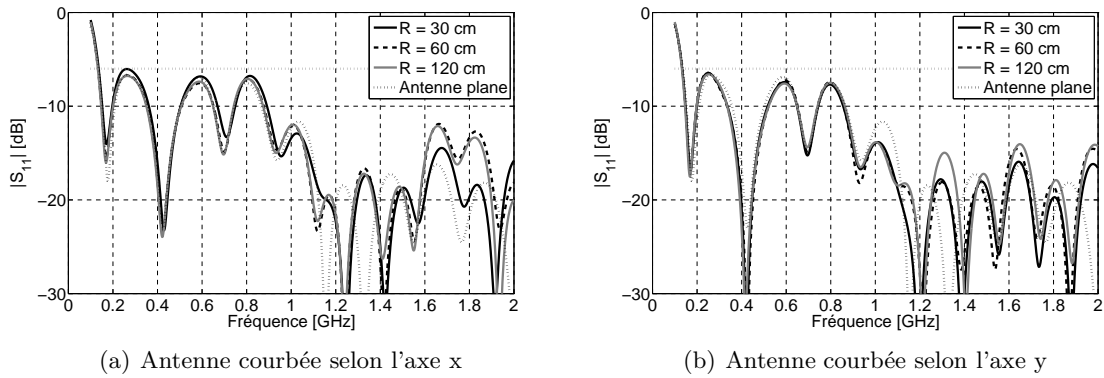 0
−10
−20
−30
|S11| [dB]
0.2 0.4 0.6 0.8 1 1.2 1.4 1.6 1.8 2
Fréquence [GHz]
R = 30 cm
R = 60 cm
R = 120 cm
Antenne plane
(a) Antenne courbée selon l'axe x
0
−10
−20
−30
|S11| [dB]
0.2 0.4 0.6 0.8 1 1.2 1.4 1.6 1.8 2
Fréquence [GHz]
R = 30 cm
R = 60 cm
R = 120 cm
Antenne plane
(b) Antenne courbée selon l'axe y